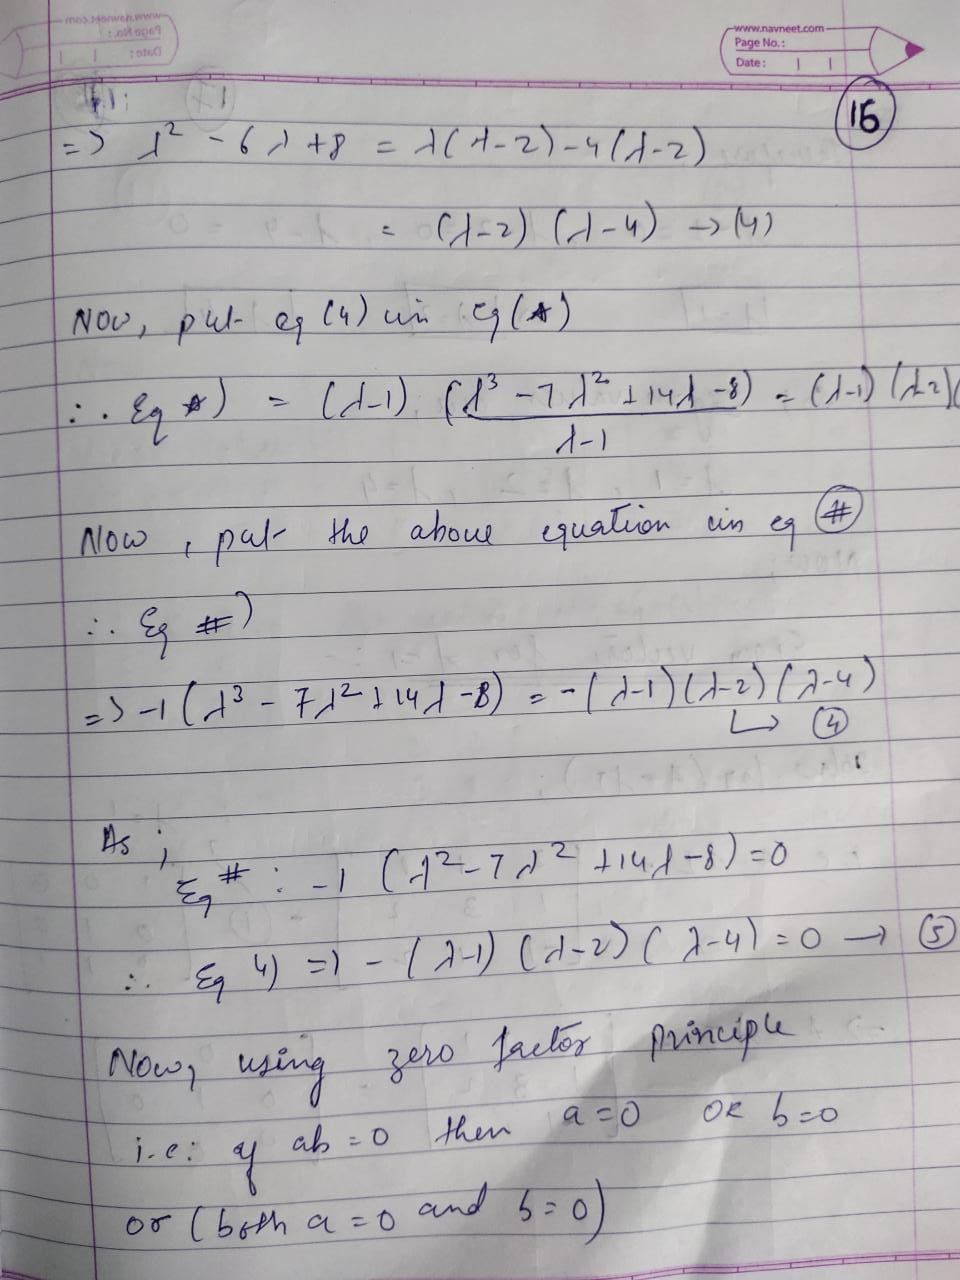 www.navneet.com
Page No.:
Date:
16
=> λ² - 6λ +8 = λ(λ-2)-4(λ-2)
= (λ-2) (λ-4) → (4)
Now, put eq (4) in eq (*)
∴ Eq *) = (λ-1) (λ³ - 7λ² + 14λ -8) = (λ-1) (λ-2)(
λ-1
Now, put the above equation in eq #
∴ Eq #)
=> -1(λ³ - 7λ² + 14λ -8) = -(λ-1)(λ-2)(λ-4)
↳ 4
As ;
Eq # : -1 (λ² - 7λ² +14λ -8) = 0
∴ Eq 4) => - (λ-1) (λ-2) (λ-4) = 0 → 5
Now, using zero factor principle
i.e: if ab = 0 then a = 0 OR b = 0
or (both a = 0 and b = 0)